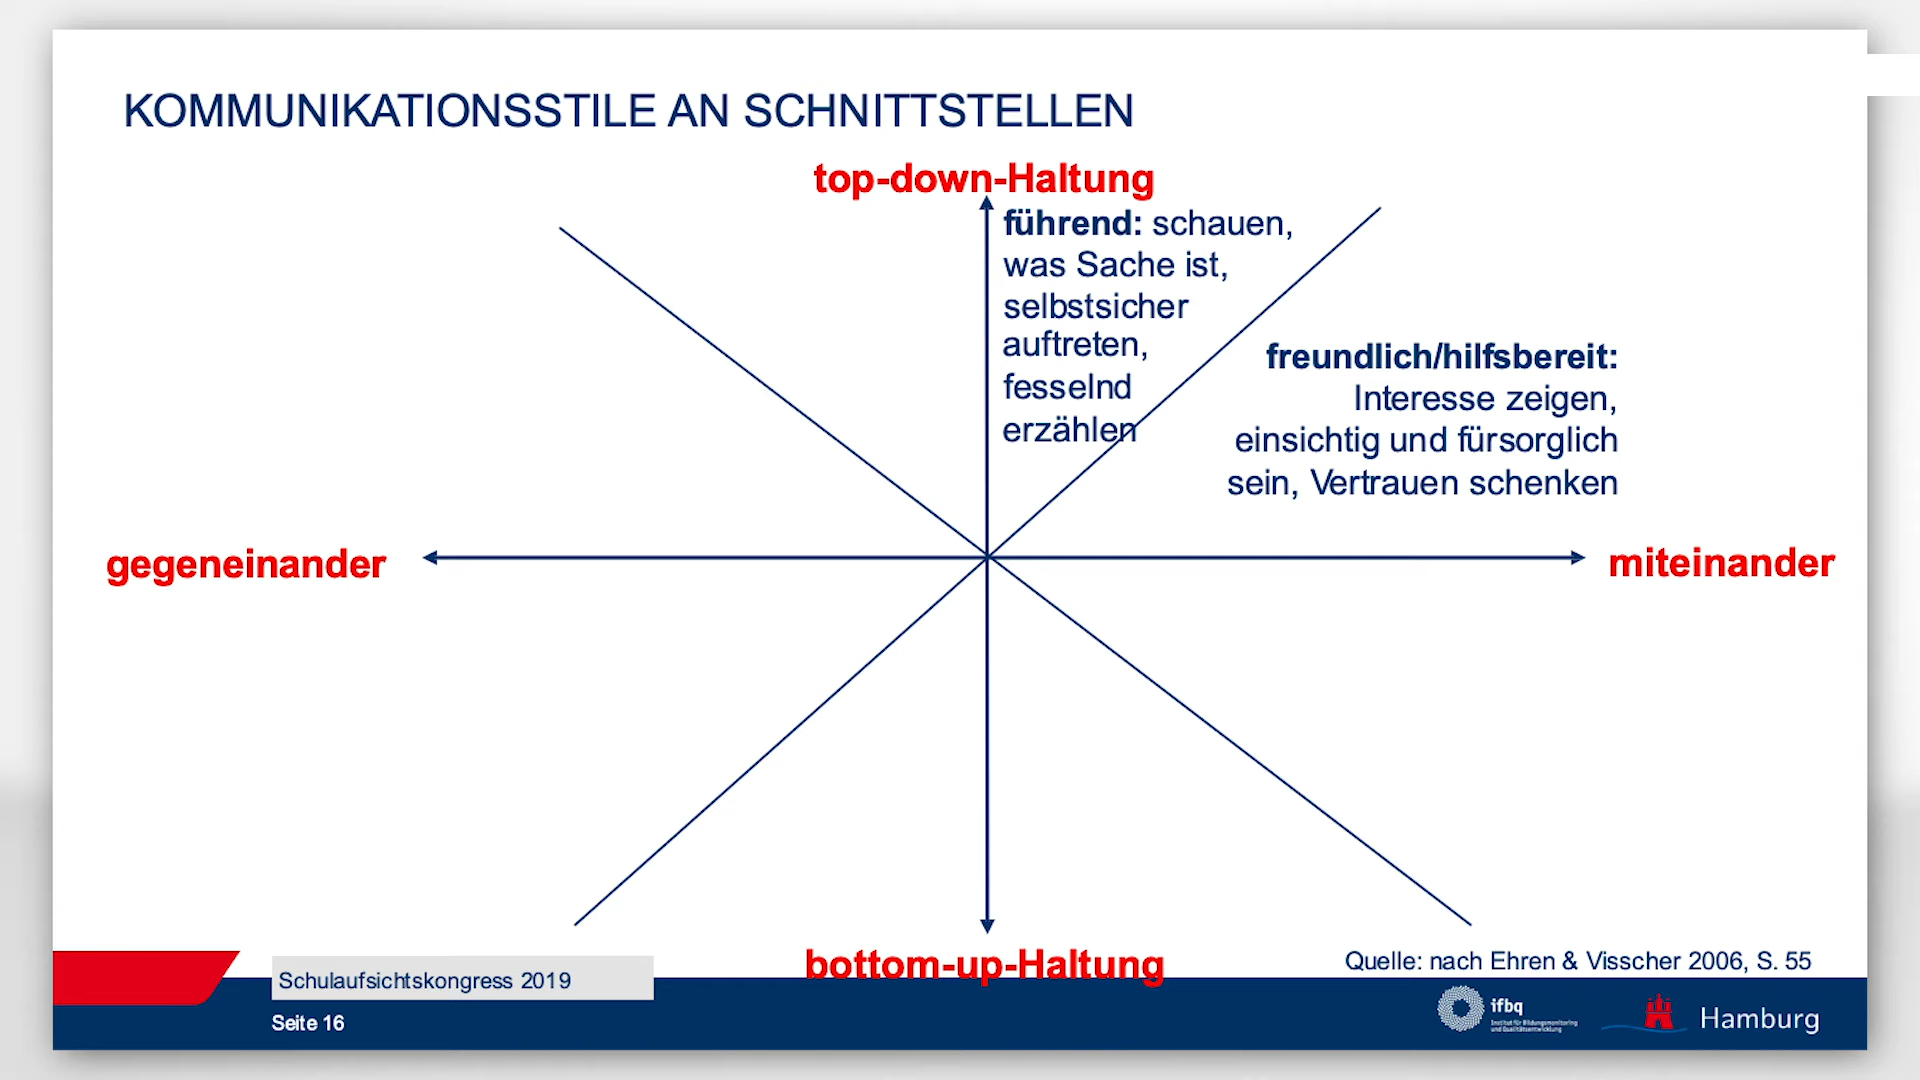 KOMMUNIKATIONSSTILE AN SCHNITTSTELLEN
top-down-Haltung
führend: schauen,
was Sache ist,
selbstsicher
auftreten,
fesselnd
erzählen
freundlich/hilfsbereit:
Interesse zeigen,
einsichtig und fürsorglich
sein, Vertrauen schenken
gegeneinander
miteinander
bottom-up-Haltung
Quelle: nach Ehren & Visscher 2006, S. 55
Schulaufsichtskongress 2019
Seite 16
ifbq
Institut für Bildungsmonitoring
und Qualitätsentwicklung
Hamburg